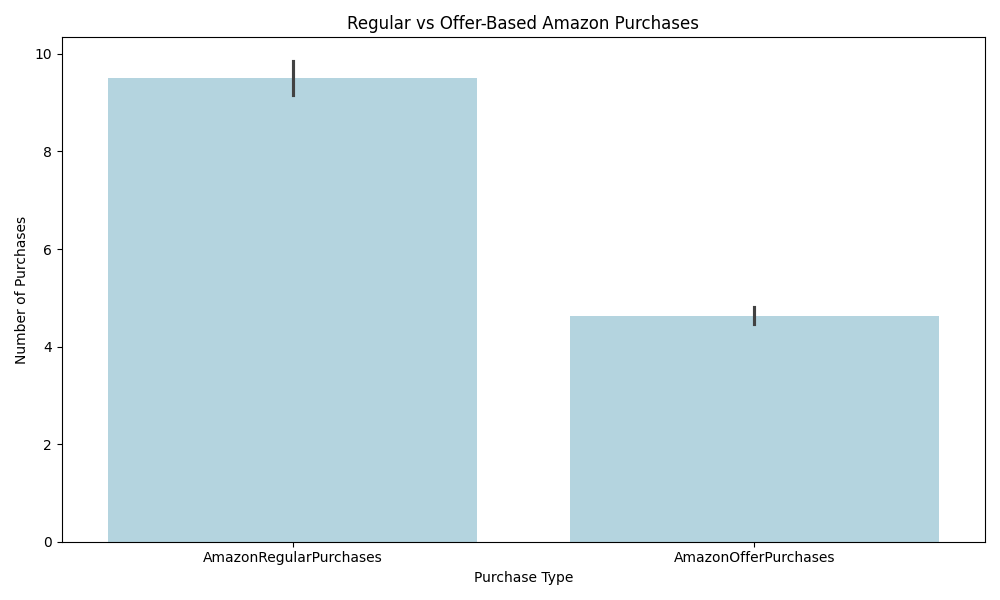 Regular vs Offer-Based Amazon Purchases
10
8
6
4
2
0
Number of Purchases
AmazonRegularPurchases
AmazonOfferPurchases
Purchase Type